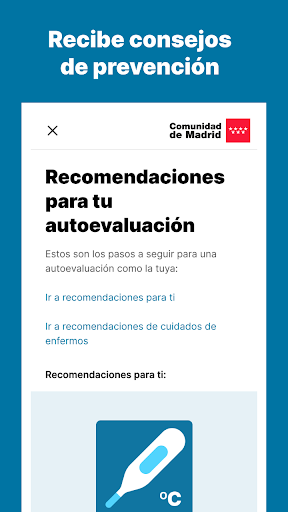 Recibe consejos
de prevención
Comunidad
de Madrid
Recomendaciones
para tu
autoevaluación
Estos son los pasos a seguir para una
autoevaluación como la tuya:
Ir a recomendaciones para ti
Ir a recomendaciones de cuidados de
enfermos
Recomendaciones para ti:
ºC